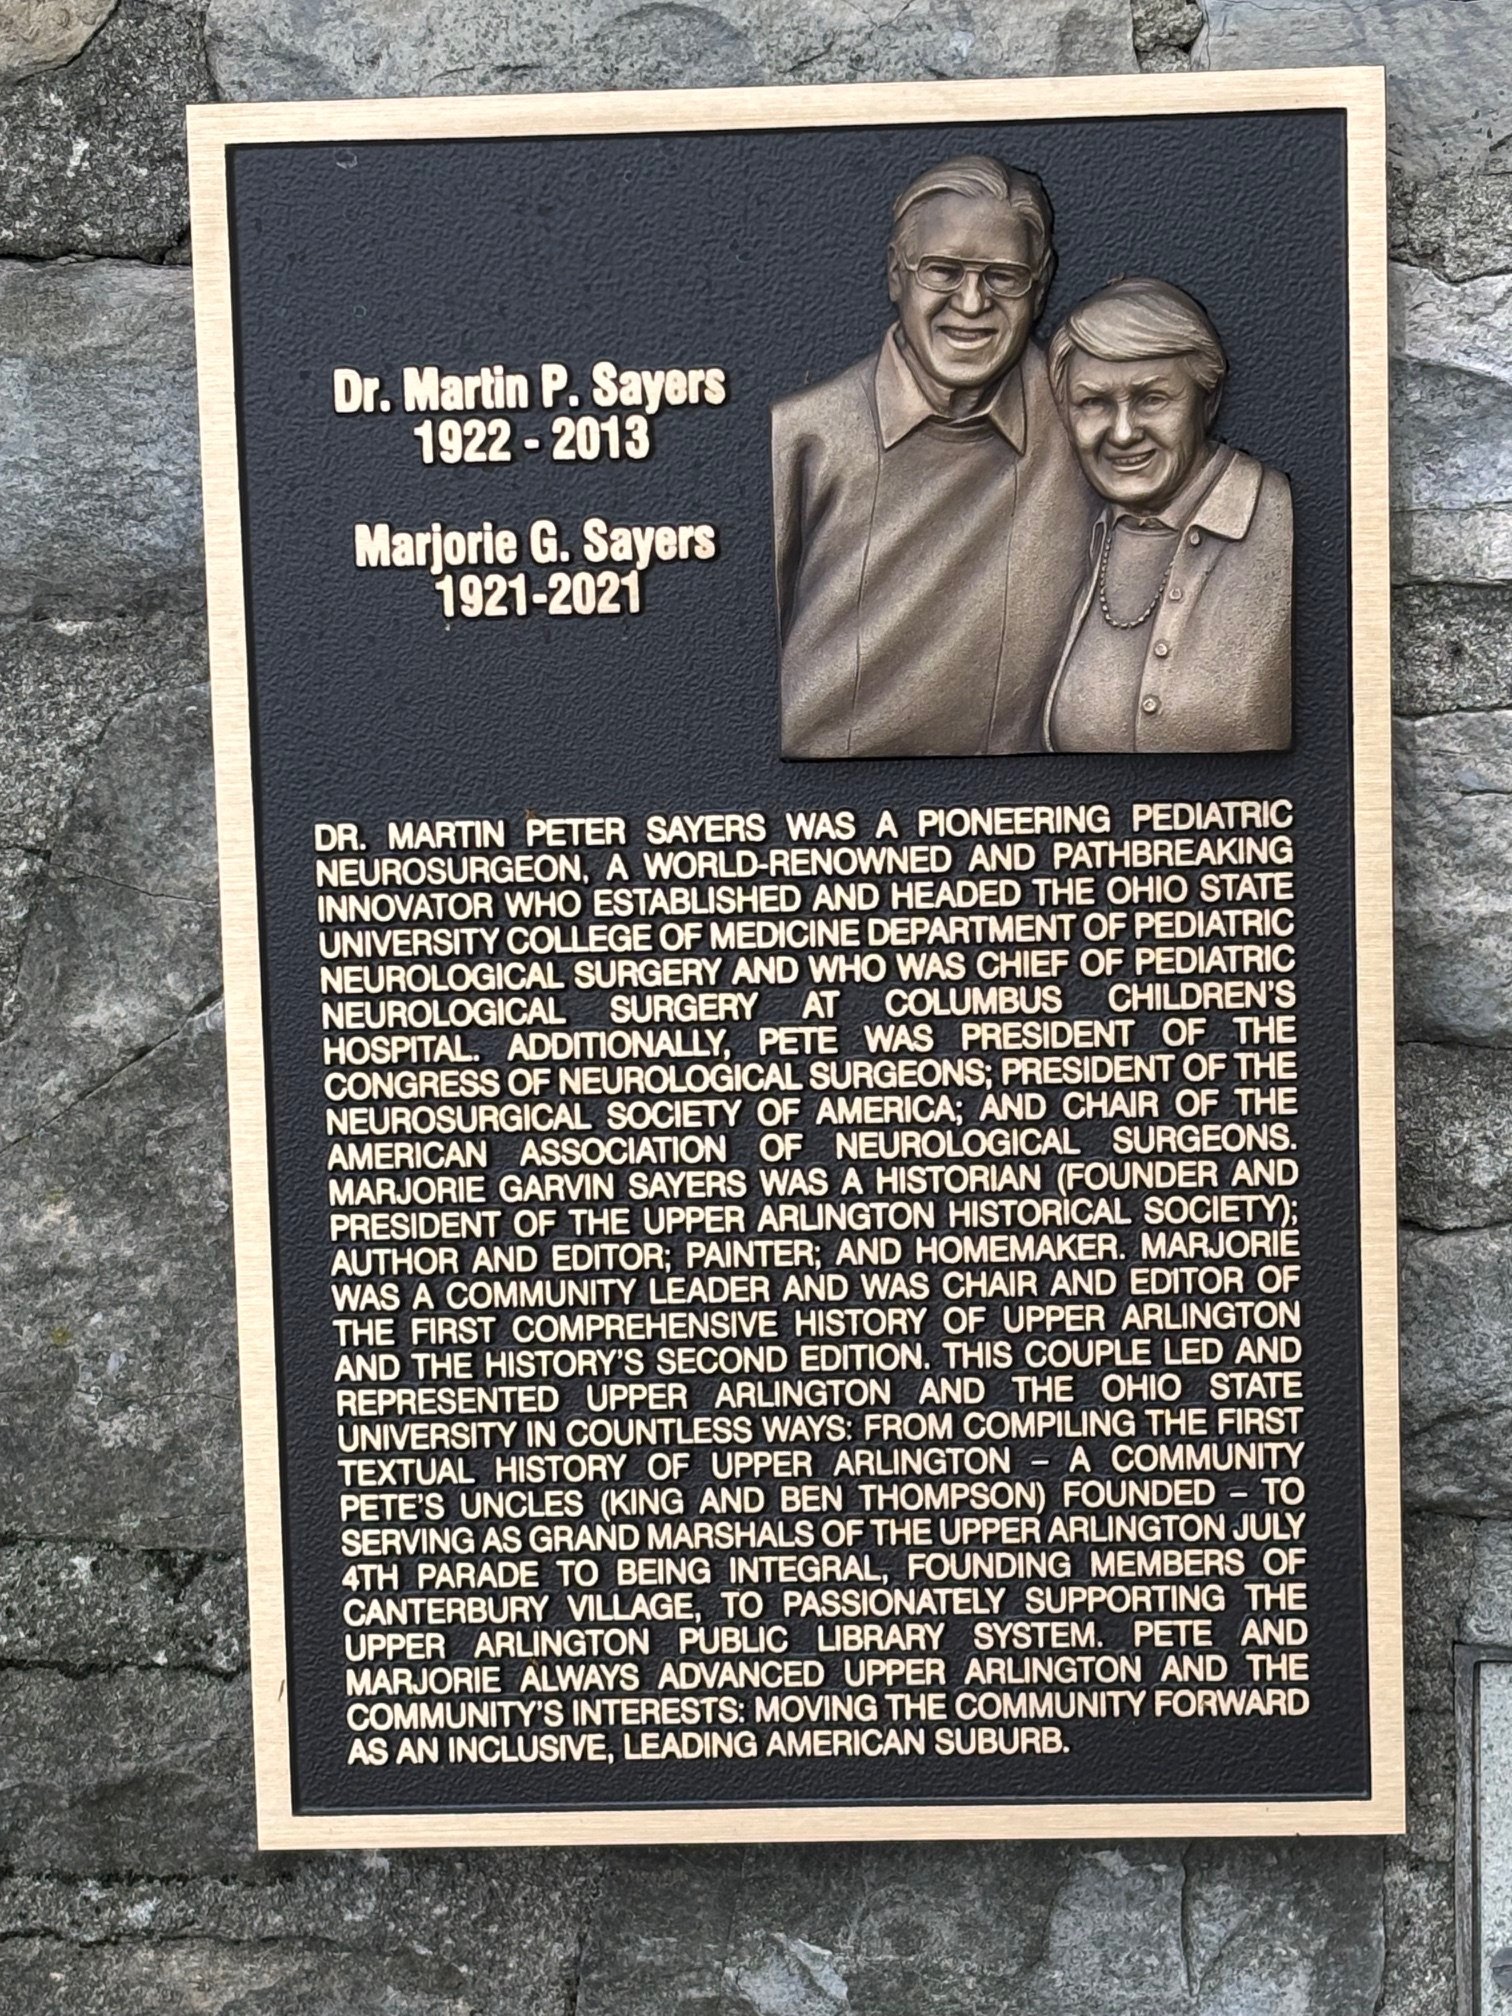 Dr. Martin P. Sayers
1922 - 2013
Marjorie G. Sayers
1921-2021
DR. MARTIN PETER SAYERS WAS A PIONEERING PEDIATRIC
NEUROSURGEON, A WORLD-RENOWNED AND PATHBREAKING
INNOVATOR WHO ESTABLISHED AND HEADED THE OHIO STATE
UNIVERSITY COLLEGE OF MEDICINE DEPARTMENT OF PEDIATRIC
NEUROLOGICAL SURGERY AND WHO WAS CHIEF OF PEDIATRIC
NEUROLOGICAL SURGERY AT COLUMBUS CHILDREN'S
HOSPITAL. ADDITIONALLY, PETE WAS PRESIDENT OF THE
CONGRESS OF NEUROLOGICAL SURGEONS; PRESIDENT OF THE
NEUROSURGICAL SOCIETY OF AMERICA; AND CHAIR OF THE
AMERICAN ASSOCIATION OF NEUROLOGICAL SURGEONS.
MARJORIE GARVIN SAYERS WAS A HISTORIAN (FOUNDER AND
PRESIDENT OF THE UPPER ARLINGTON HISTORICAL SOCIETY);
AUTHOR AND EDITOR; PAINTER; AND HOMEMAKER. MARJORIE
WAS A COMMUNITY LEADER AND WAS CHAIR AND EDITOR OF
THE FIRST COMPREHENSIVE HISTORY OF UPPER ARLINGTON
AND THE HISTORY'S SECOND EDITION. THIS COUPLE LED AND
REPRESENTED UPPER ARLINGTON AND THE OHIO STATE
UNIVERSITY IN COUNTLESS WAYS: FROM COMPILING THE FIRST
TEXTUAL HISTORY OF UPPER ARLINGTON – A COMMUNITY
PETE'S UNCLES (KING AND BEN THOMPSON) FOUNDED – TO
SERVING AS GRAND MARSHALS OF THE UPPER ARLINGTON JULY
4TH PARADE TO BEING INTEGRAL, FOUNDING MEMBERS OF
CANTERBURY VILLAGE, TO PASSIONATELY SUPPORTING THE
UPPER ARLINGTON PUBLIC LIBRARY SYSTEM. PETE AND
MARJORIE ALWAYS ADVANCED UPPER ARLINGTON AND THE
COMMUNITY'S INTERESTS: MOVING THE COMMUNITY FORWARD
AS AN INCLUSIVE, LEADING AMERICAN SUBURB.